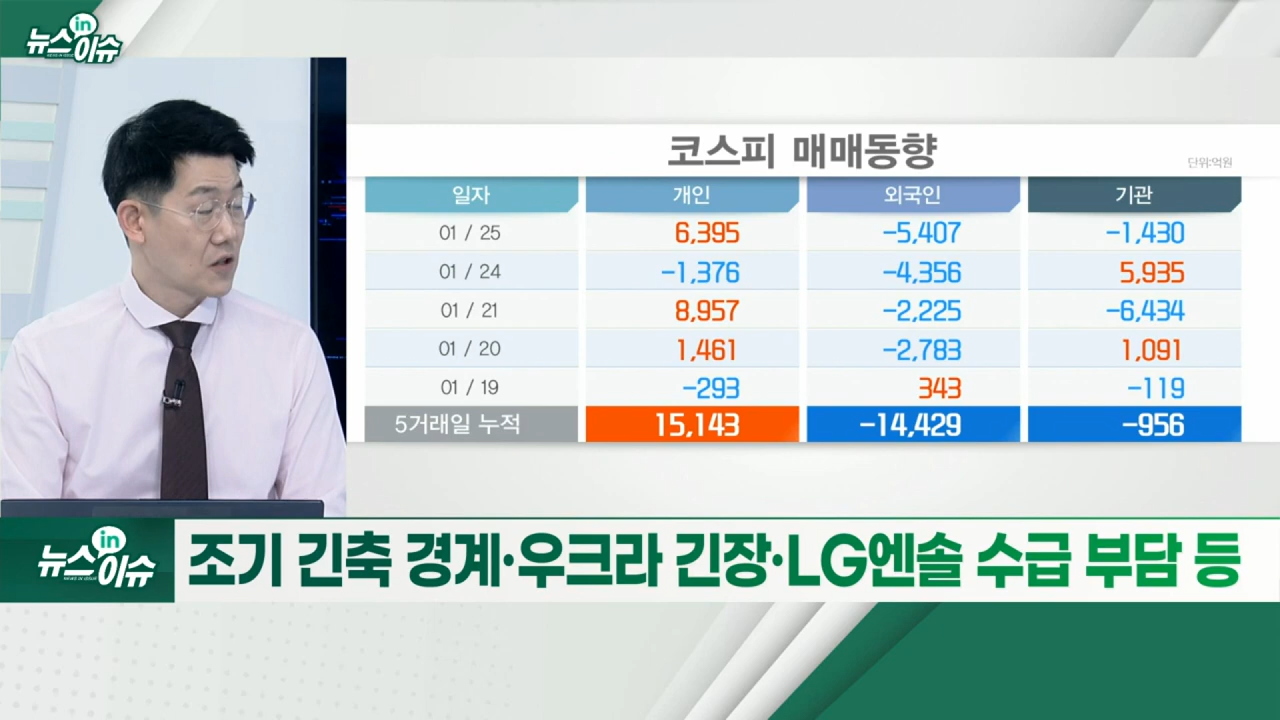 뉴스in이슈
코스피 매매동향
단위:억원
일자 개인 외국인 기관
01 / 25 6,395 -5,407 -1,430
01 / 24 -1,376 -4,356 5,935
01 / 21 8,957 -2,225 -6,434
01 / 20 1,461 -2,783 1,091
01 / 19 -293 343 -119
5거래일 누적 15,143 -14,429 -956
뉴스in이슈
NEWS IN ISSUE
조기 긴축 경계·우크라 긴장·LG엔솔 수급 부담 등